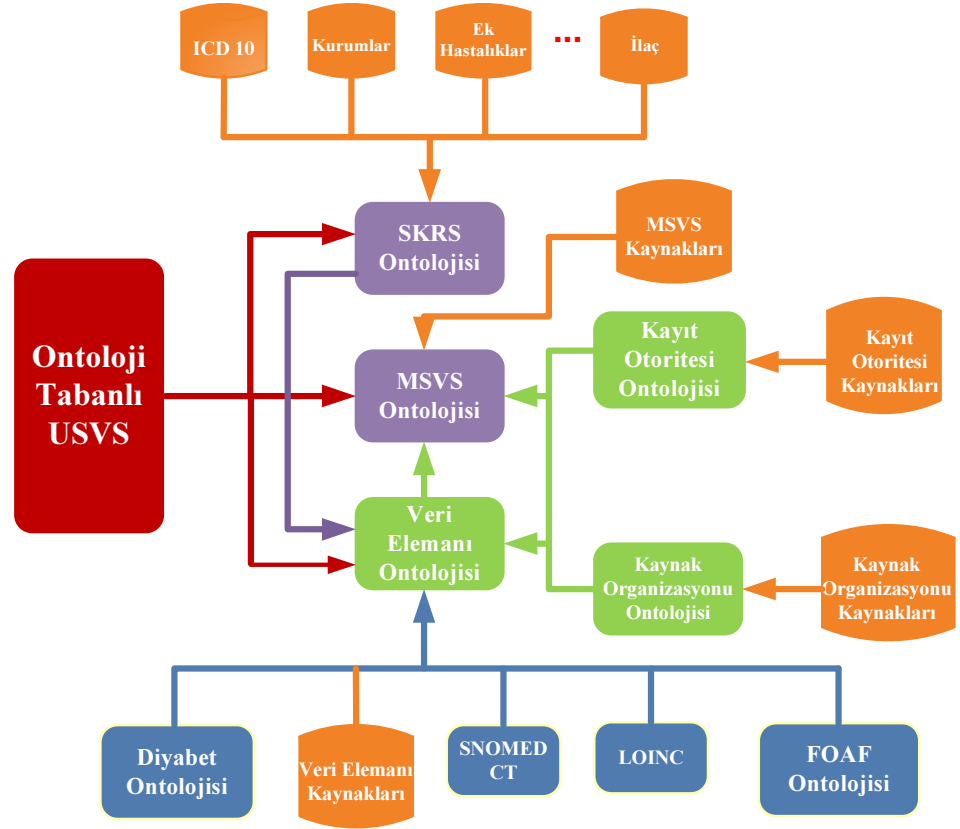 ICD 10
Kurumlar
Ek
Hastalıklar
...
İlaç
SKRS
Ontolojisi
MSVS
Kaynakları
Ontoloji
Tabanlı
USVS
MSVS
Ontolojisi
Kayıt
Otoritesi
Ontolojisi
Kayıt
Otoritesi
Kaynakları
Veri
Elemanı
Ontolojisi
Kaynak
Organizasyonu
Ontolojisi
Kaynak
Organizasyonu
Kaynakları
Diyabet
Ontolojisi
Veri Elemanı
Kaynakları
SNOMED
CT
LOINC
FOAF
Ontolojisi